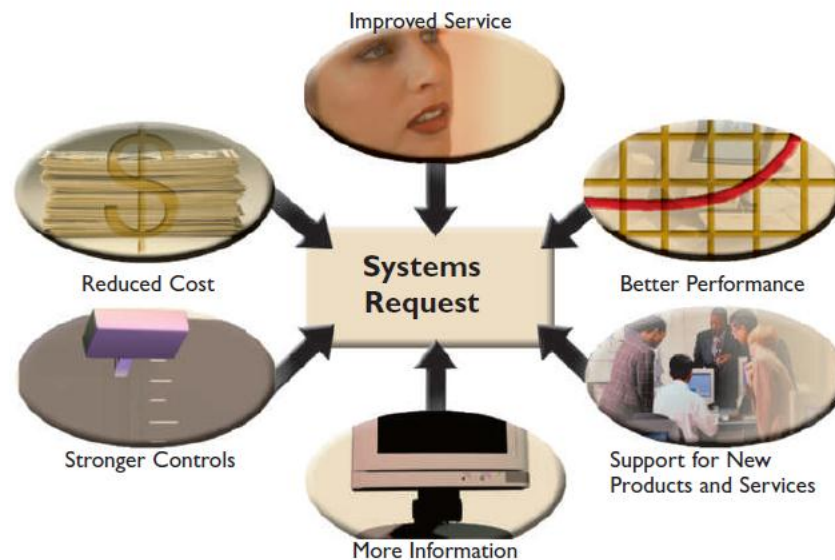 Improved Service
$
Reduced Cost
Systems
Request
Better Performance
Stronger Controls
Support for New
Products and Services
More Information